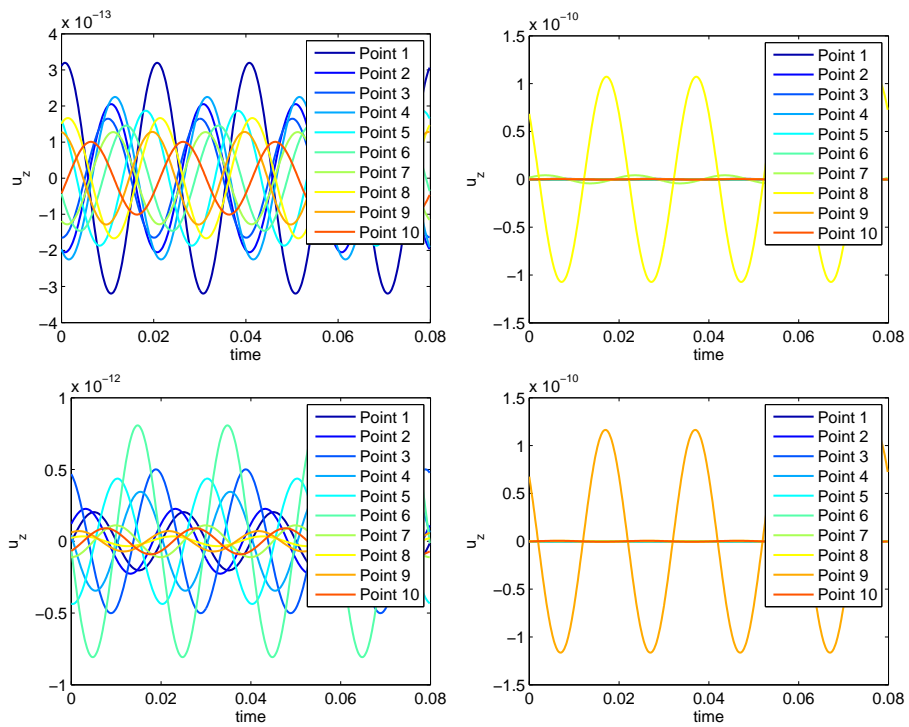 x 10⁻¹³
4
3
2
1
0
−1
−2
−3
−4
u_z
0 0.02 0.04 0.06 0.08
time
Point 1
Point 2
Point 3
Point 4
Point 5
Point 6
Point 7
Point 8
Point 9
Point 10
x 10⁻¹⁰
1.5
1
0.5
0
−0.5
−1
−1.5
u_z
0 0.02 0.04 0.06 0.08
time
Point 1
Point 2
Point 3
Point 4
Point 5
Point 6
Point 7
Point 8
Point 9
Point 10
x 10⁻¹²
1
0.5
0
−0.5
−1
u_z
0 0.02 0.04 0.06 0.08
time
Point 1
Point 2
Point 3
Point 4
Point 5
Point 6
Point 7
Point 8
Point 9
Point 10
x 10⁻¹⁰
1.5
1
0.5
0
−0.5
−1
−1.5
u_z
0 0.02 0.04 0.06 0.08
time
Point 1
Point 2
Point 3
Point 4
Point 5
Point 6
Point 7
Point 8
Point 9
Point 10